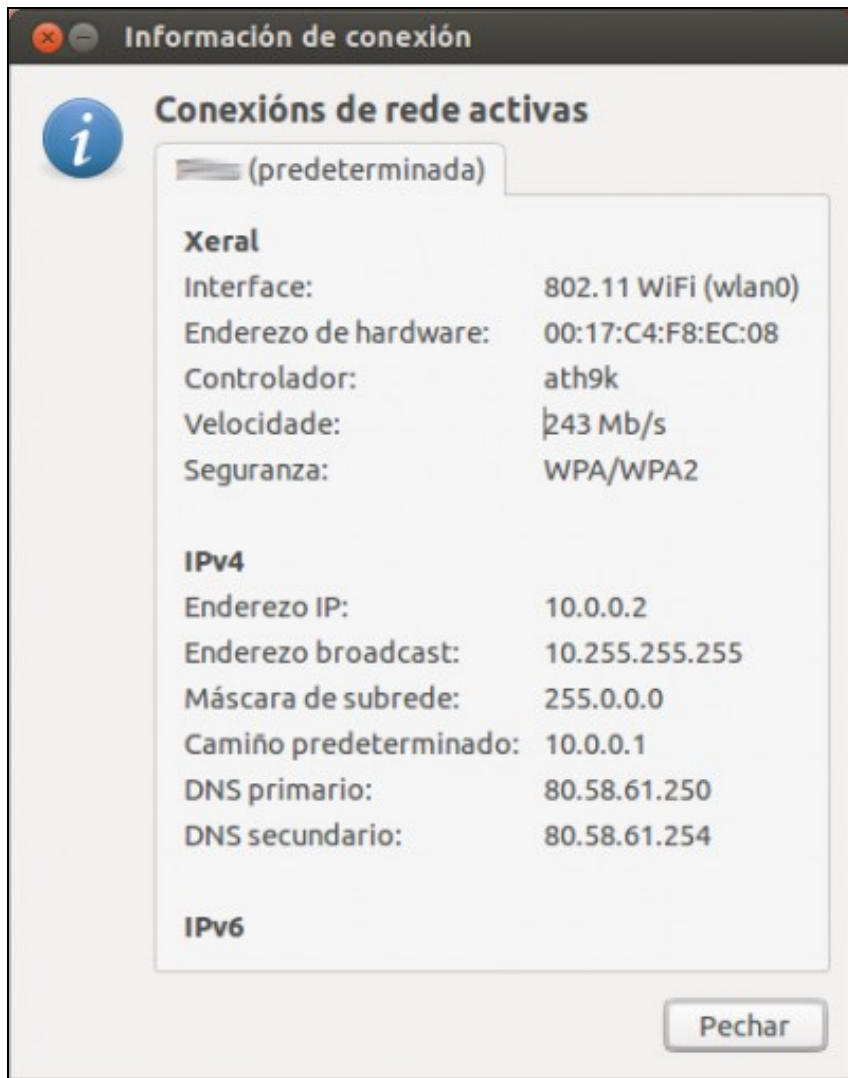 Información de conexión
Conexións de rede activas
(predeterminada)
Xeral
Interface: 802.11 WiFi (wlan0)
Enderezo de hardware: 00:17:C4:F8:EC:08
Controlador: ath9k
Velocidade: 243 Mb/s
Seguranza: WPA/WPA2
IPv4
Enderezo IP: 10.0.0.2
Enderezo broadcast: 10.255.255.255
Máscara de subrede: 255.0.0.0
Camiño predeterminado: 10.0.0.1
DNS primario: 80.58.61.250
DNS secundario: 80.58.61.254
IPv6
Pechar